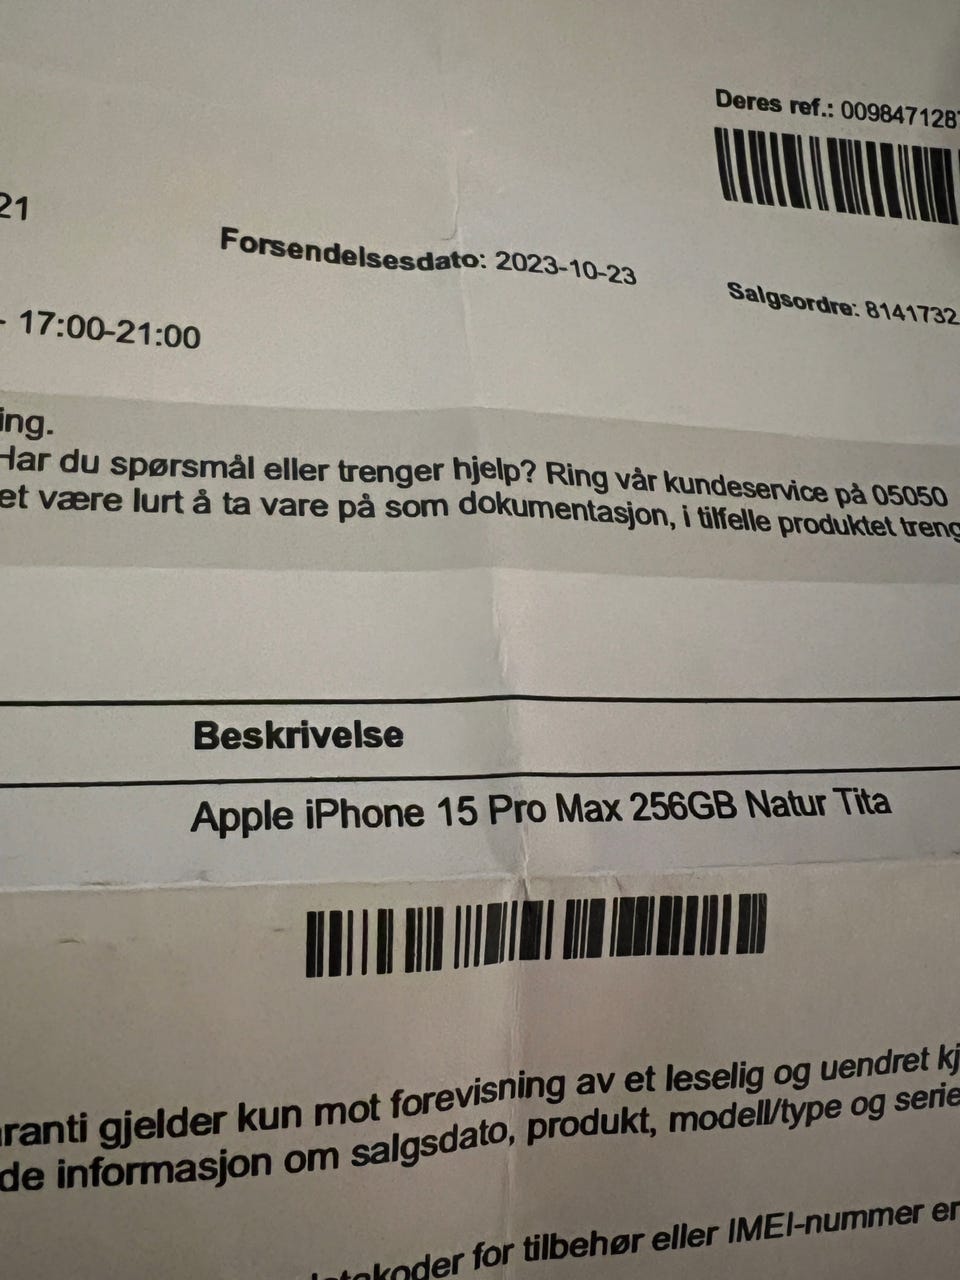 Deres ref.: 009847128
21
Forsendelsesdato: 2023-10-23
Salgsordre: 8141732
- 17:00-21:00
ing.
Har du spørsmål eller trenger hjelp? Ring vår kundeservice på 05050
et være lurt å ta vare på som dokumentasjon, i tilfelle produktet treng
Beskrivelse
Apple iPhone 15 Pro Max 256GB Natur Tita
ranti gjelder kun mot forevisning av et leselig og uendret kj
de informasjon om salgsdato, produkt, modell/type og serie
for tilbehør eller IMEI-nummer er